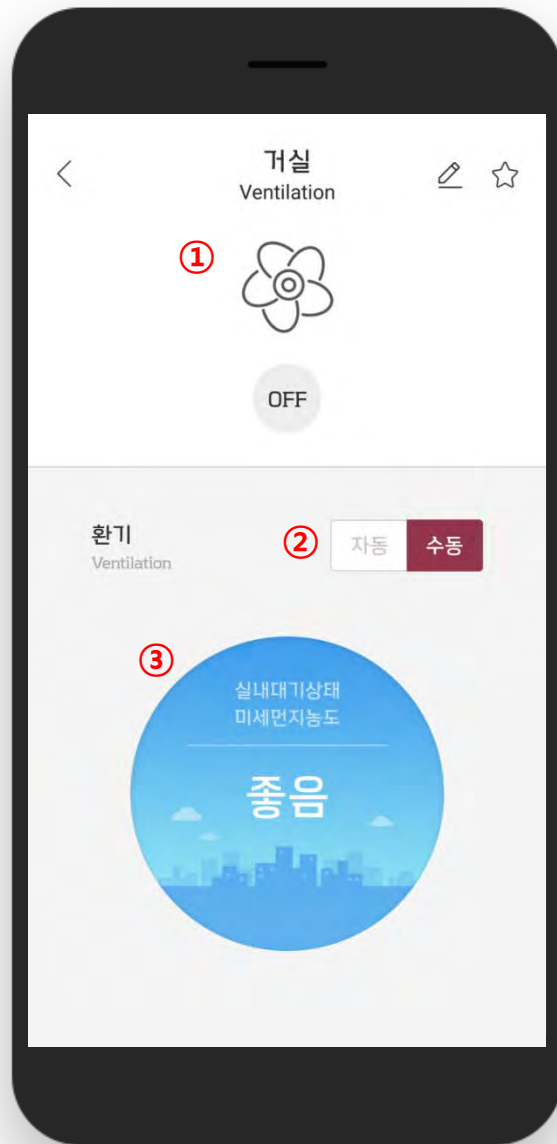 거실
Ventilation
①
OFF
환기
Ventilation
② 자동 수동
③
실내대기상태
미세먼지농도
좋음